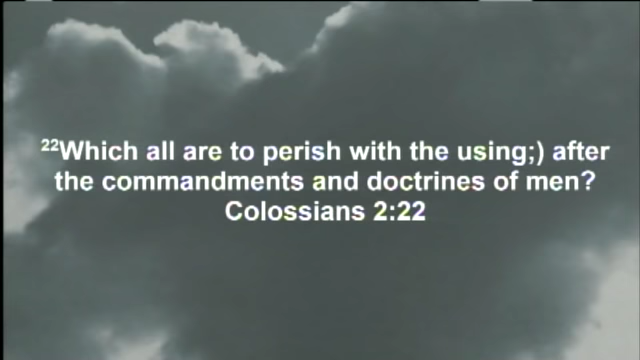 ²²Which all are to perish with the using;) after
the commandments and doctrines of men?
Colossians 2:22